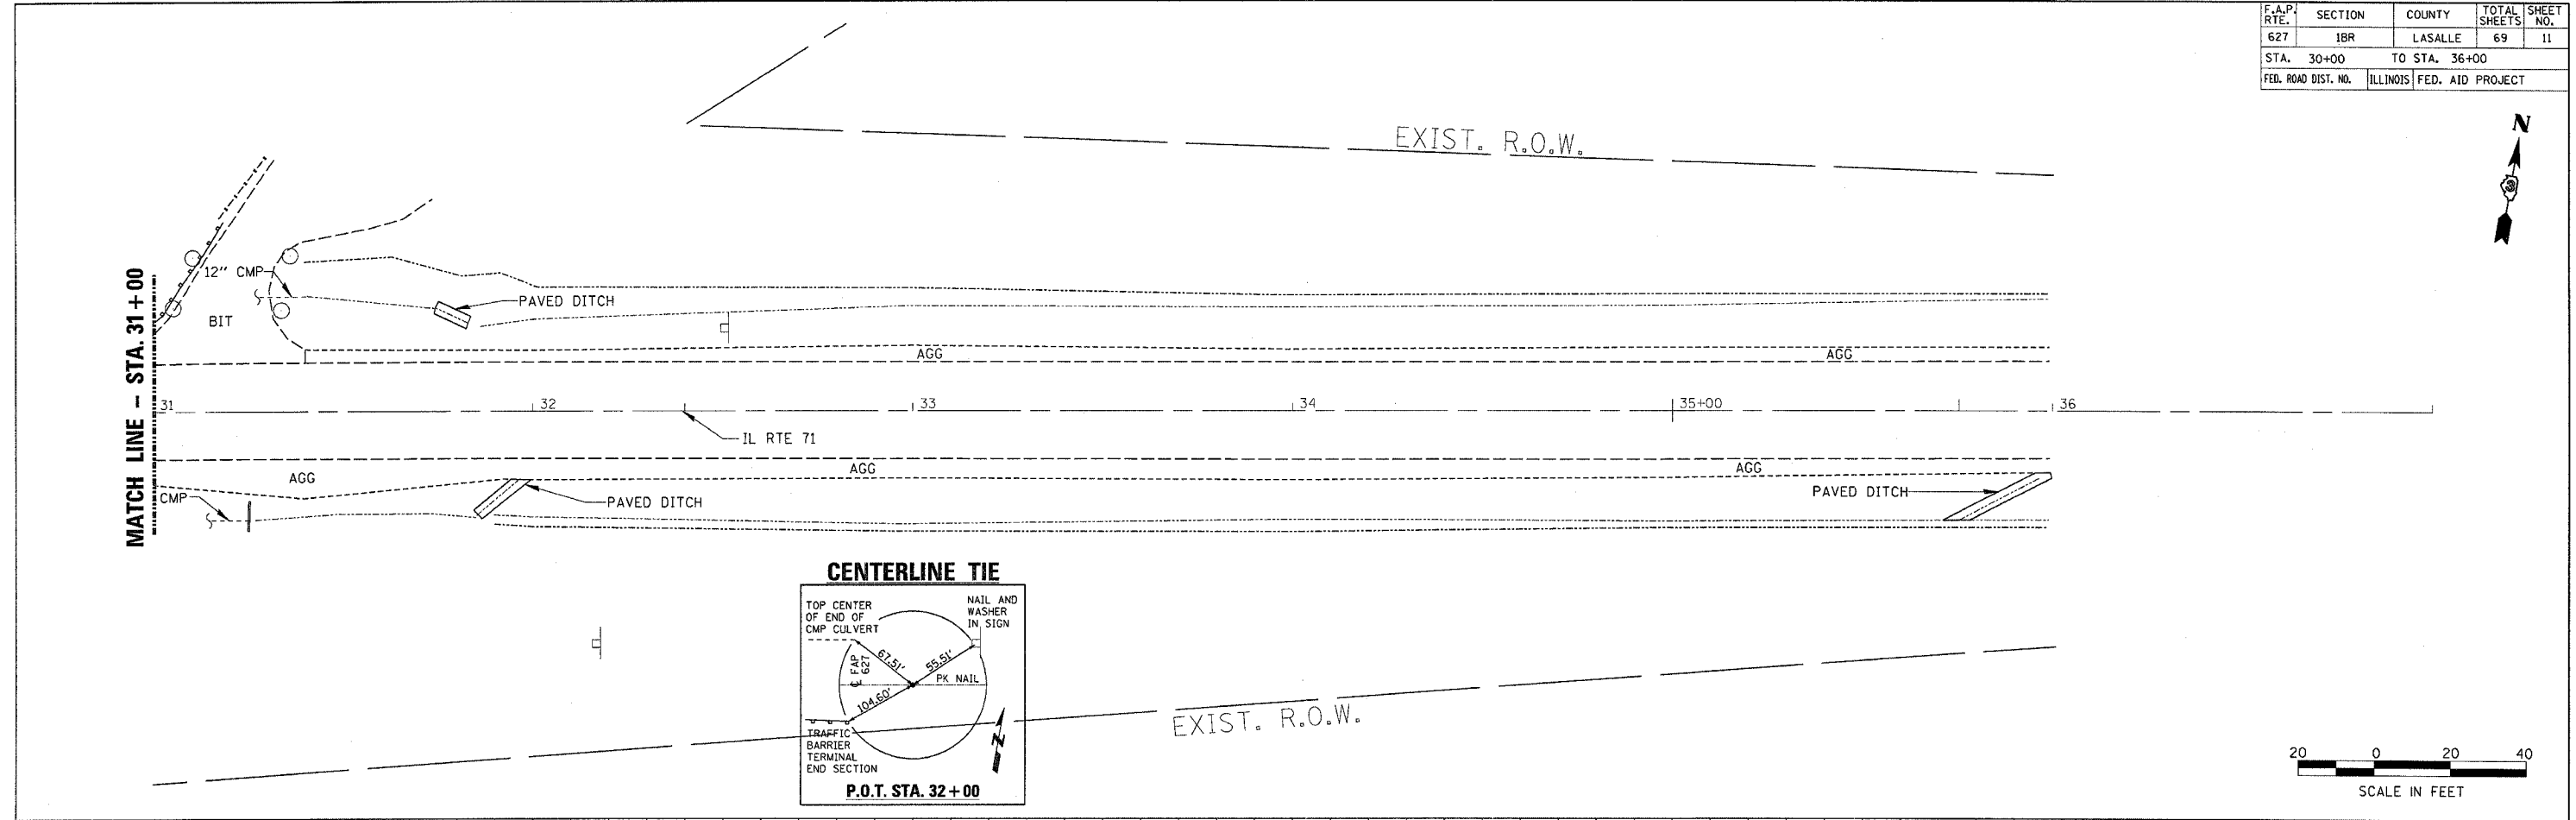 F.A.P. RTE. SECTION COUNTY TOTAL SHEETS SHEET NO.
627 1BR LASALLE 69 11
STA. 30+00 TO STA. 36+00
FED. ROAD DIST. NO. ILLINOIS FED. AID PROJECT
N
3
EXIST. R.O.W.
MATCH LINE - STA. 31+00
12" CMP
PAVED DITCH
BIT
AGG
AGG
31
32
33
34
35+00
36
IL RTE 71
AGG
AGG
AGG
CMP
PAVED DITCH
PAVED DITCH
CENTERLINE TIE
TOP CENTER
OF END OF
CMP CULVERT
NAIL AND
WASHER
IN SIGN
67.51'
55.51'
℄ FAP
627
PK NAIL
104.60'
TRAFFIC
BARRIER
TERMINAL
END SECTION
N
P.O.T. STA. 32+00
EXIST. R.O.W.
20 0 20 40
SCALE IN FEET